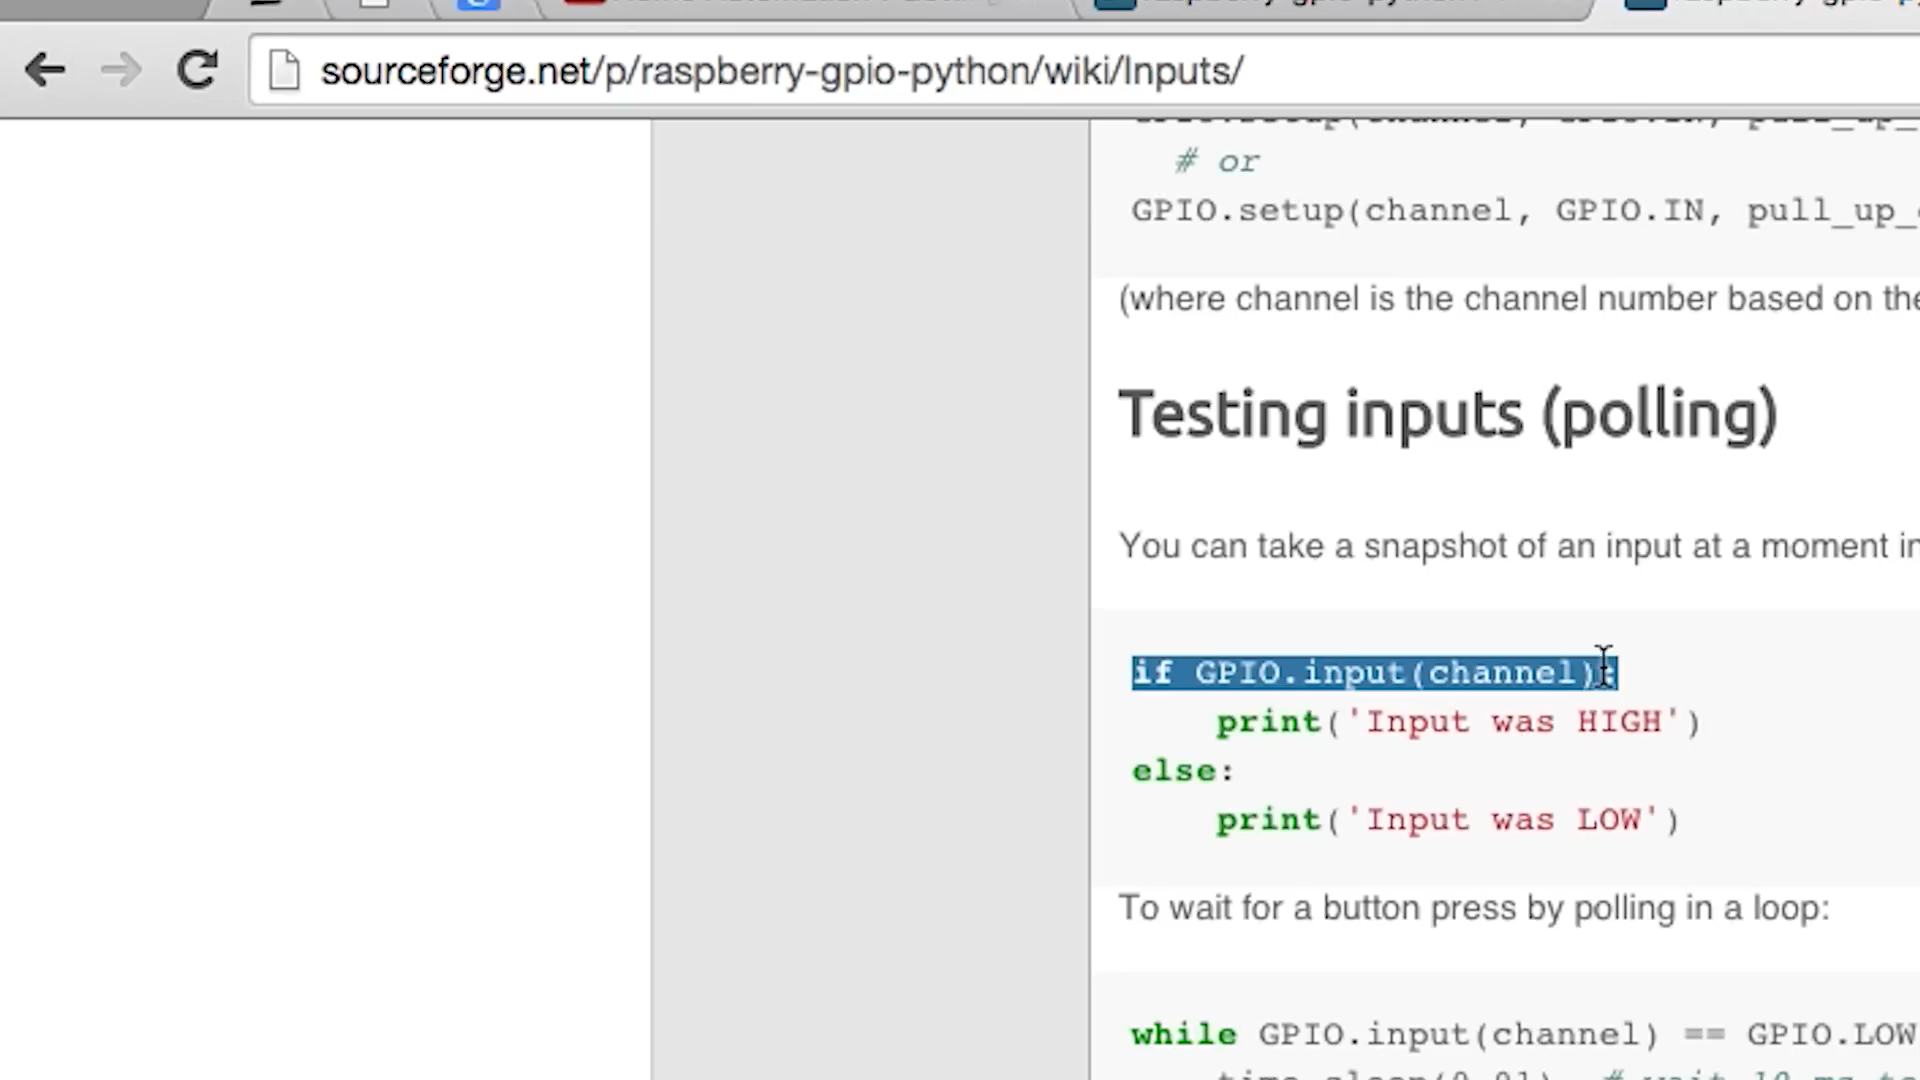 sourceforge.net/p/raspberry-gpio-python/wiki/Inputs/
# or
GPIO.setup(channel, GPIO.IN, pull_up_
(where channel is the channel number based on the
Testing inputs (polling)
You can take a snapshot of an input at a moment in
if GPIO.input(channel):
print('Input was HIGH')
else:
print('Input was LOW')
To wait for a button press by polling in a loop:
while GPIO.input(channel) == GPIO.LOW